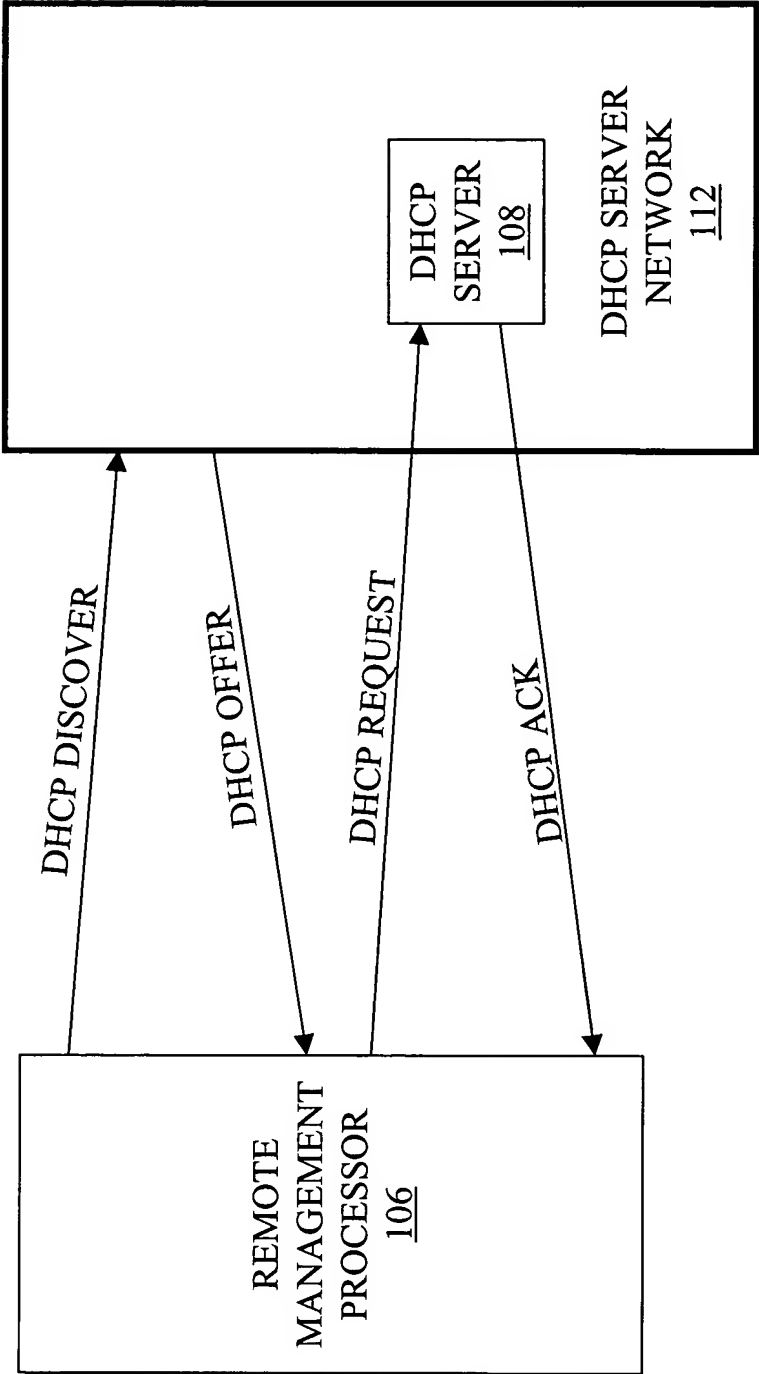 REMOTE
MANAGEMENT
PROCESSOR
106
DHCP DISCOVER
DHCP OFFER
DHCP REQUEST
DHCP ACK
DHCP
SERVER
108
DHCP SERVER
NETWORK
112